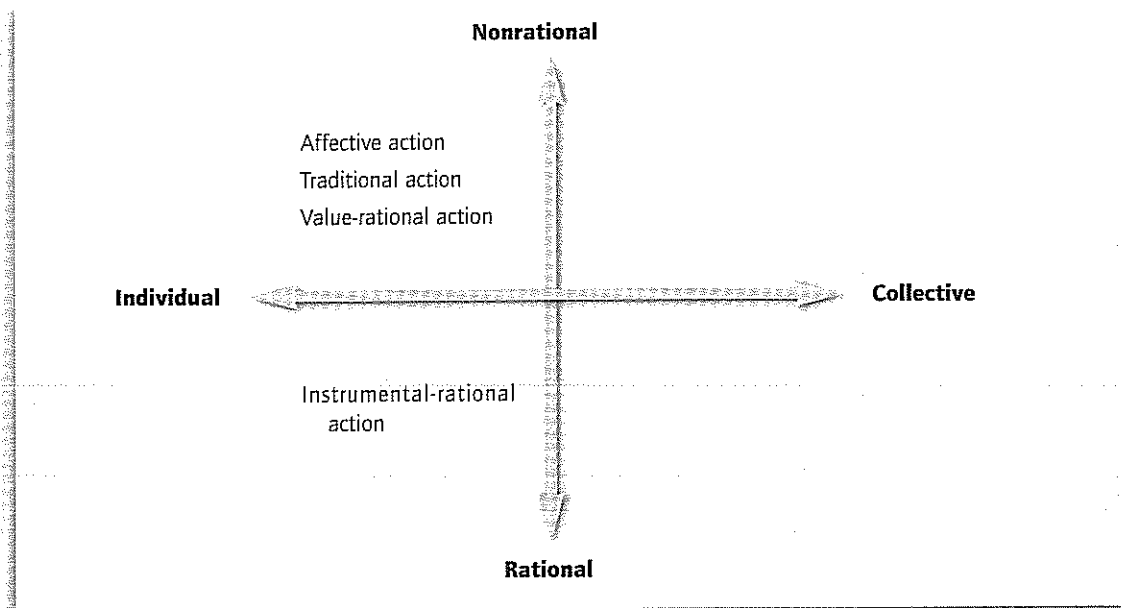 Nonrational
Affective action
Traditional action
Value-rational action
Individual
Collective
Instrumental-rational
action
Rational